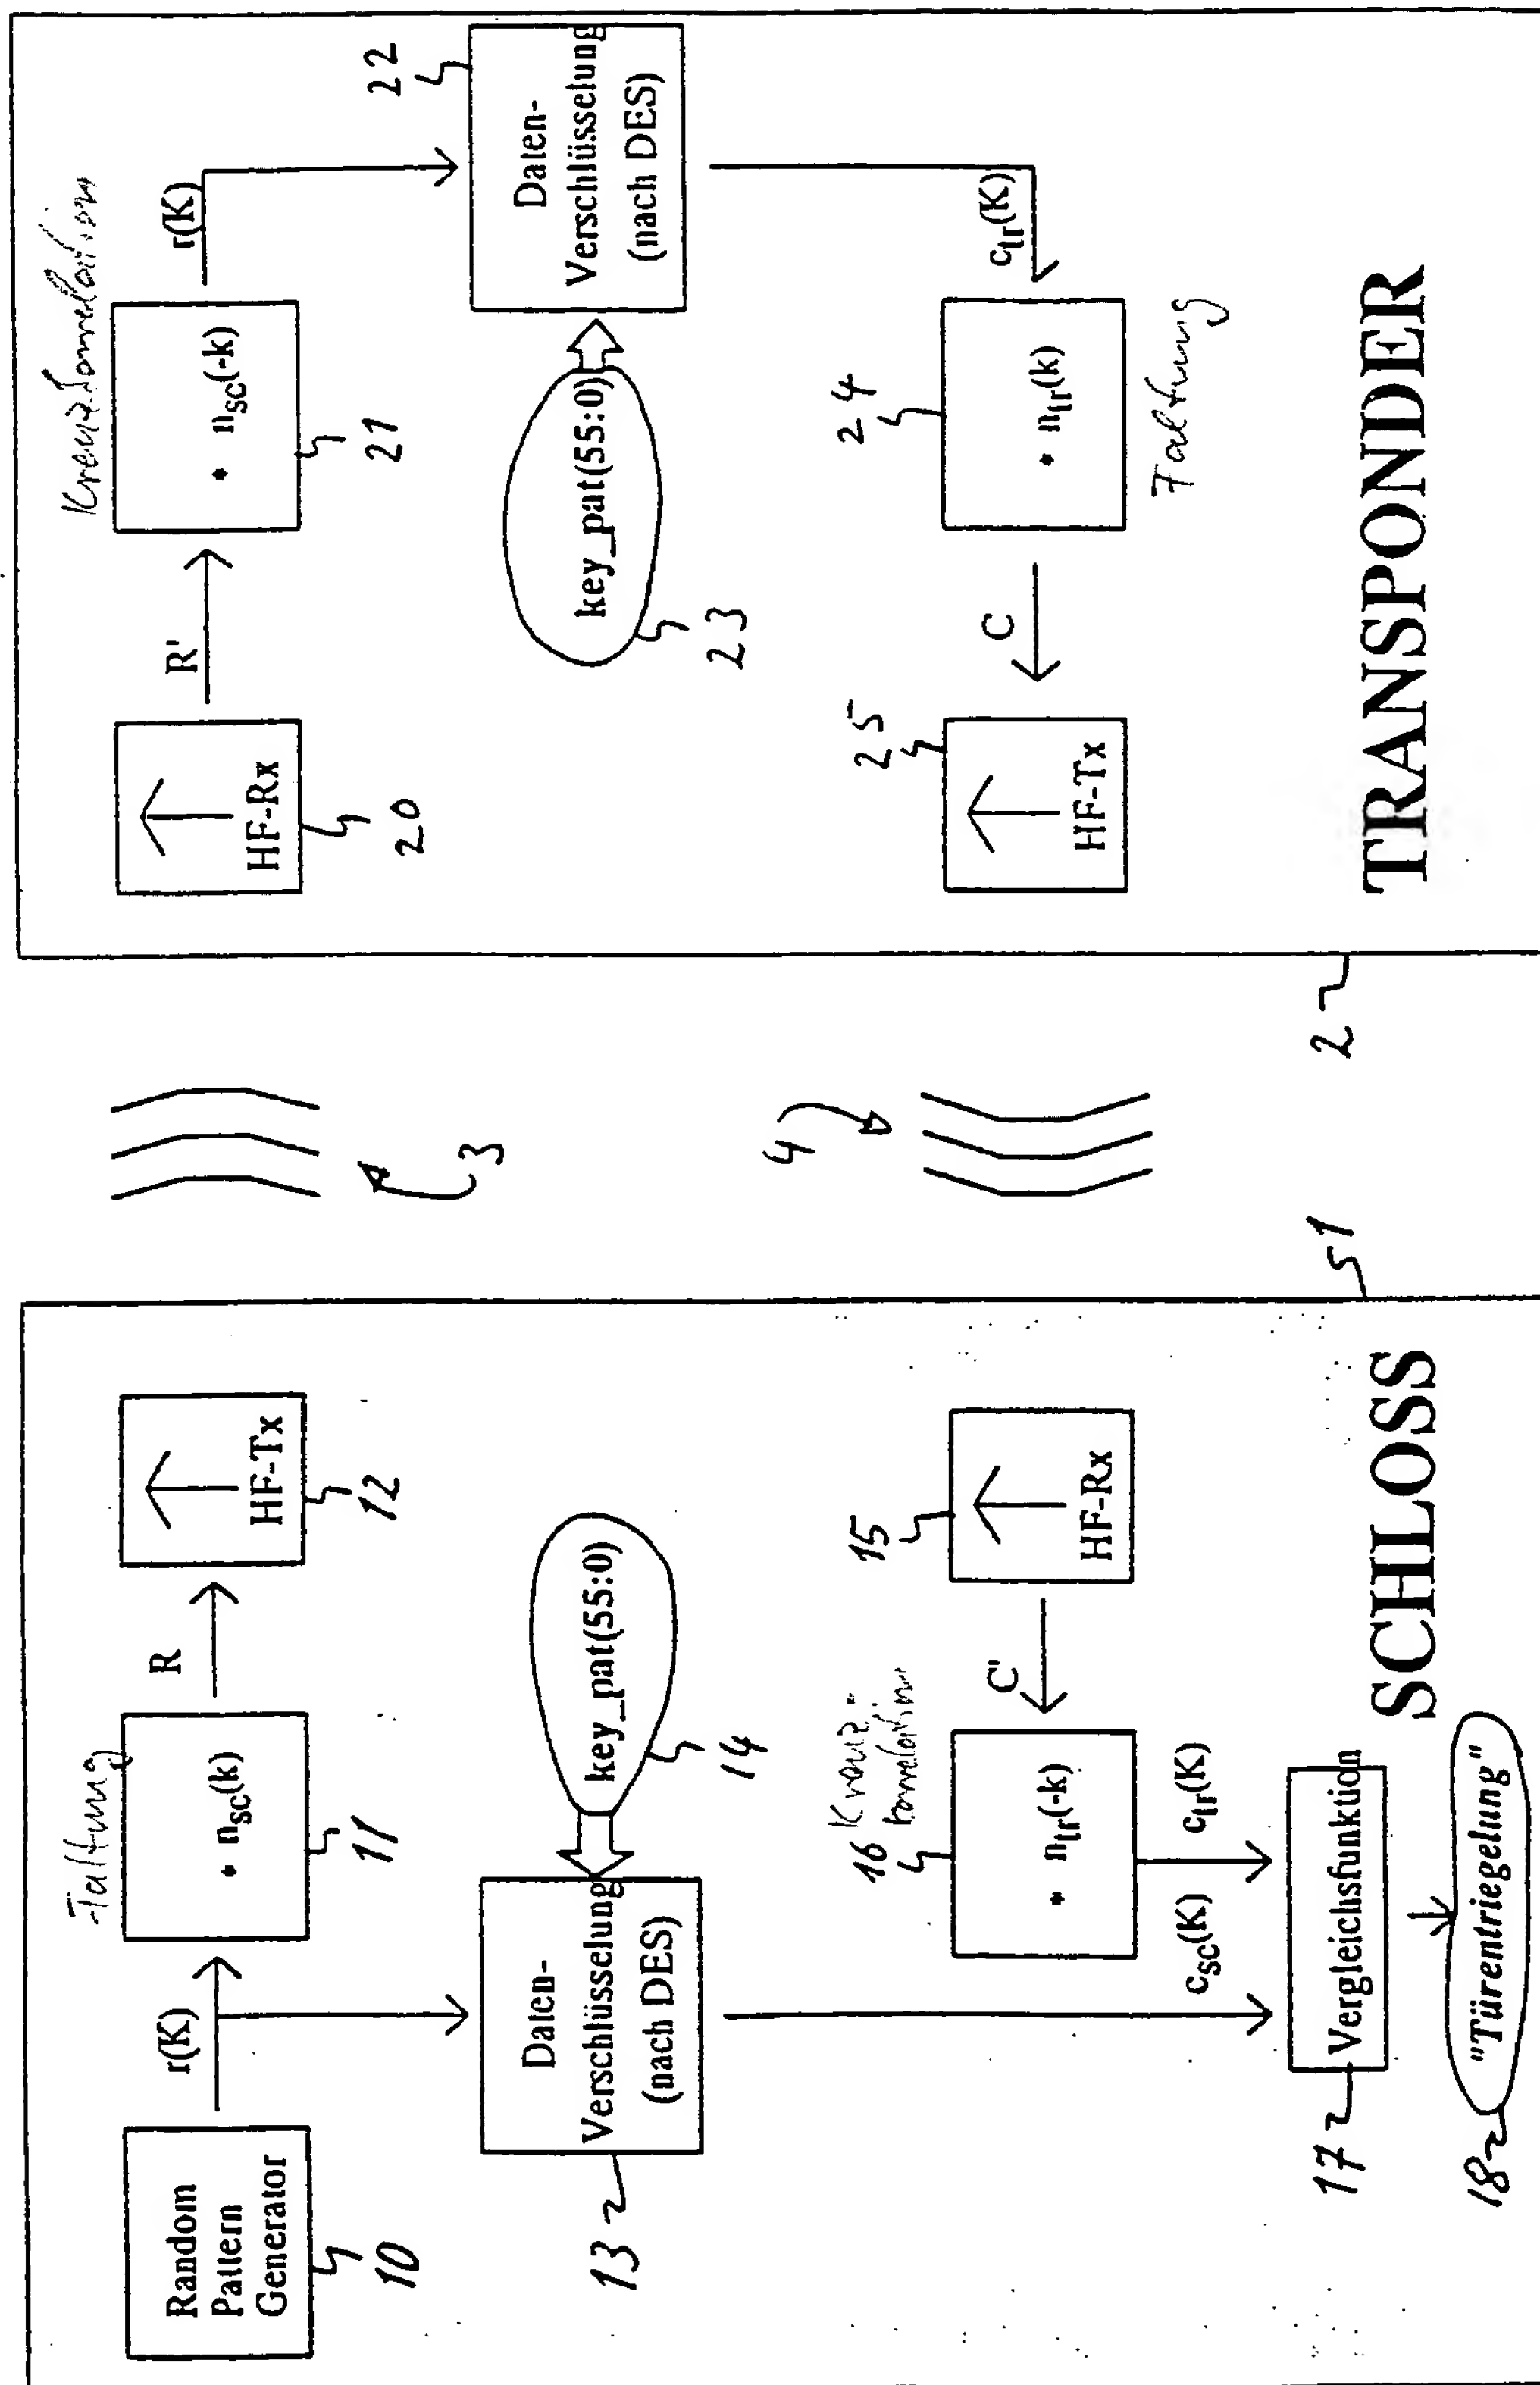 Random
Pattern
Generator
10
r(K)
Faltung
* n_sc(k)
11
R
HF-Tx
12
13
Daten-
Verschlüsselung
(nach DES)
key_pat(55:0)
14
15
HF-Rx
C'
16
Kreuz-
korrelation
* n_tr(-k)
c_sc(K)
c_tr(K)
17
Vergleichsfunktion
18
"Türentriegelung"
SCHLOSS
1
3
4
2
HF-Rx
20
R'
Kreuzkorrelation
* n_sc(-k)
21
r(K)
22
Daten-
Verschlüsselung
(nach DES)
key_pat(55:0)
23
c_tr(K)
24
* n_tr(k)
Faltung
C
25
HF-Tx
TRANSPONDER